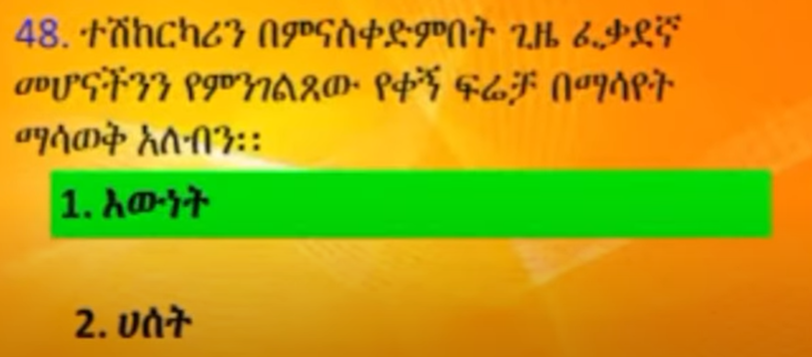 48. ተሽከርካሪን በምናስቀድምበት ጊዜ ፈቃደኛ
መሆናችንን የምንገልጸው የቀኝ ፍሬቻ በማሳየት
ማሳወቅ አለብን፡፡
1. እውነት
2. ሀሰት